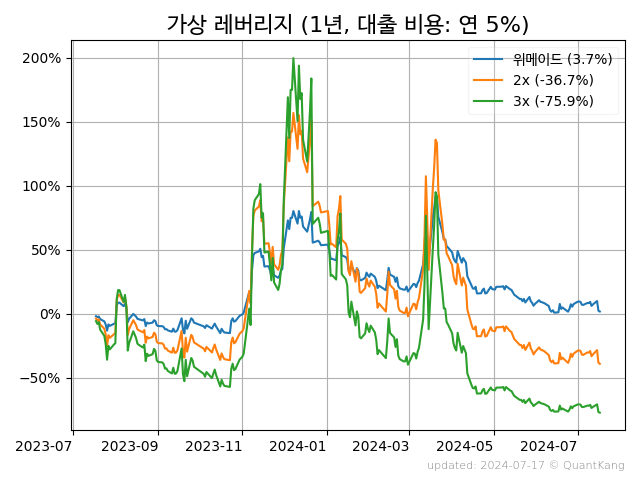 가상 레버리지 (1년, 대출 비용: 연 5%)
위메이드 (3.7%)
2x (-36.7%)
3x (-75.9%)
200%
150%
100%
50%
0%
−50%
2023-07 2023-09 2023-11 2024-01 2024-03 2024-05 2024-07
updated: 2024-07-17 © QuantKang